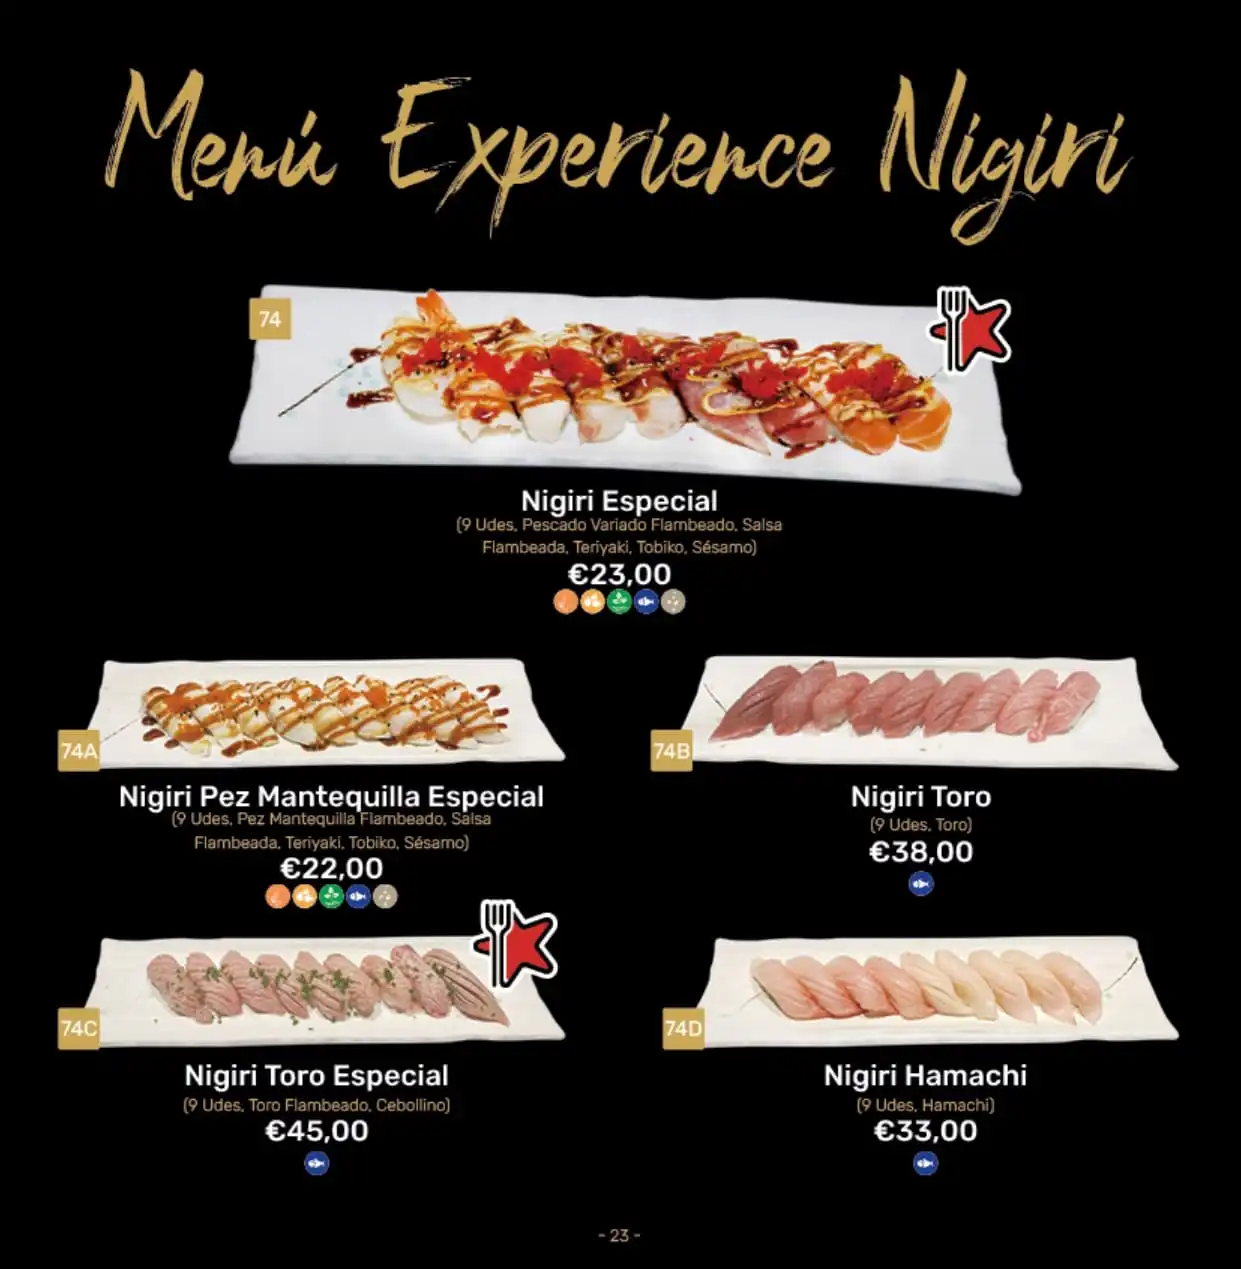 Menú Experience Nigiri
74
Nigiri Especial
(9 Udes, Pescado Variado Flambeado, Salsa
Flambeada, Teriyaki, Tobiko, Sésamo)
€23,00
74A
Nigiri Pez Mantequilla Especial
(9 Udes, Pez Mantequilla Flambeado, Salsa
Flambeada, Teriyaki, Tobiko, Sésamo)
€22,00
74B
Nigiri Toro
(9 Udes, Toro)
€38,00
74C
Nigiri Toro Especial
(9 Udes, Toro Flambeado, Cebollino)
€45,00
74D
Nigiri Hamachi
(9 Udes, Hamachi)
€33,00
- 23 -